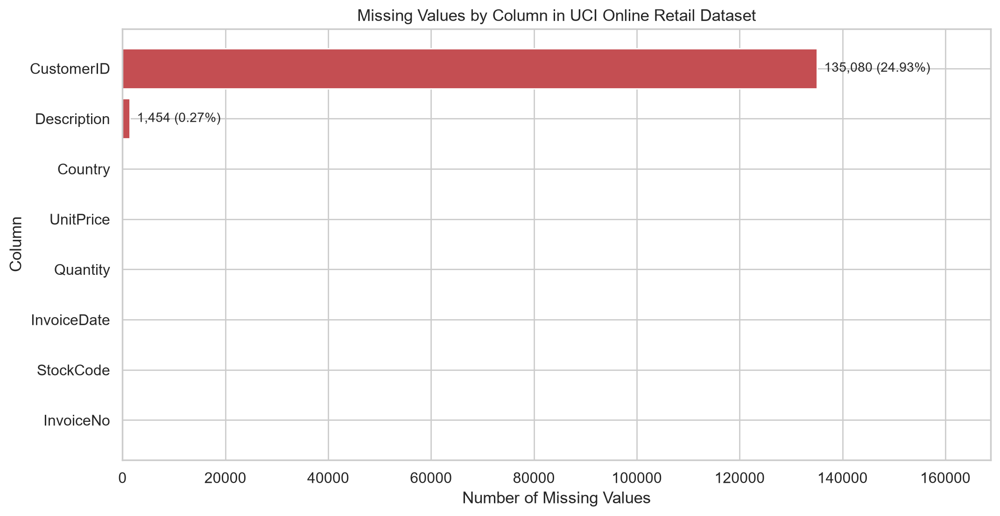 Missing Values by Column in UCI Online Retail Dataset
CustomerID
135,080 (24.93%)
Description
1,454 (0.27%)
Country
UnitPrice
Quantity
InvoiceDate
StockCode
InvoiceNo
Column
0 20000 40000 60000 80000 100000 120000 140000 160000
Number of Missing Values